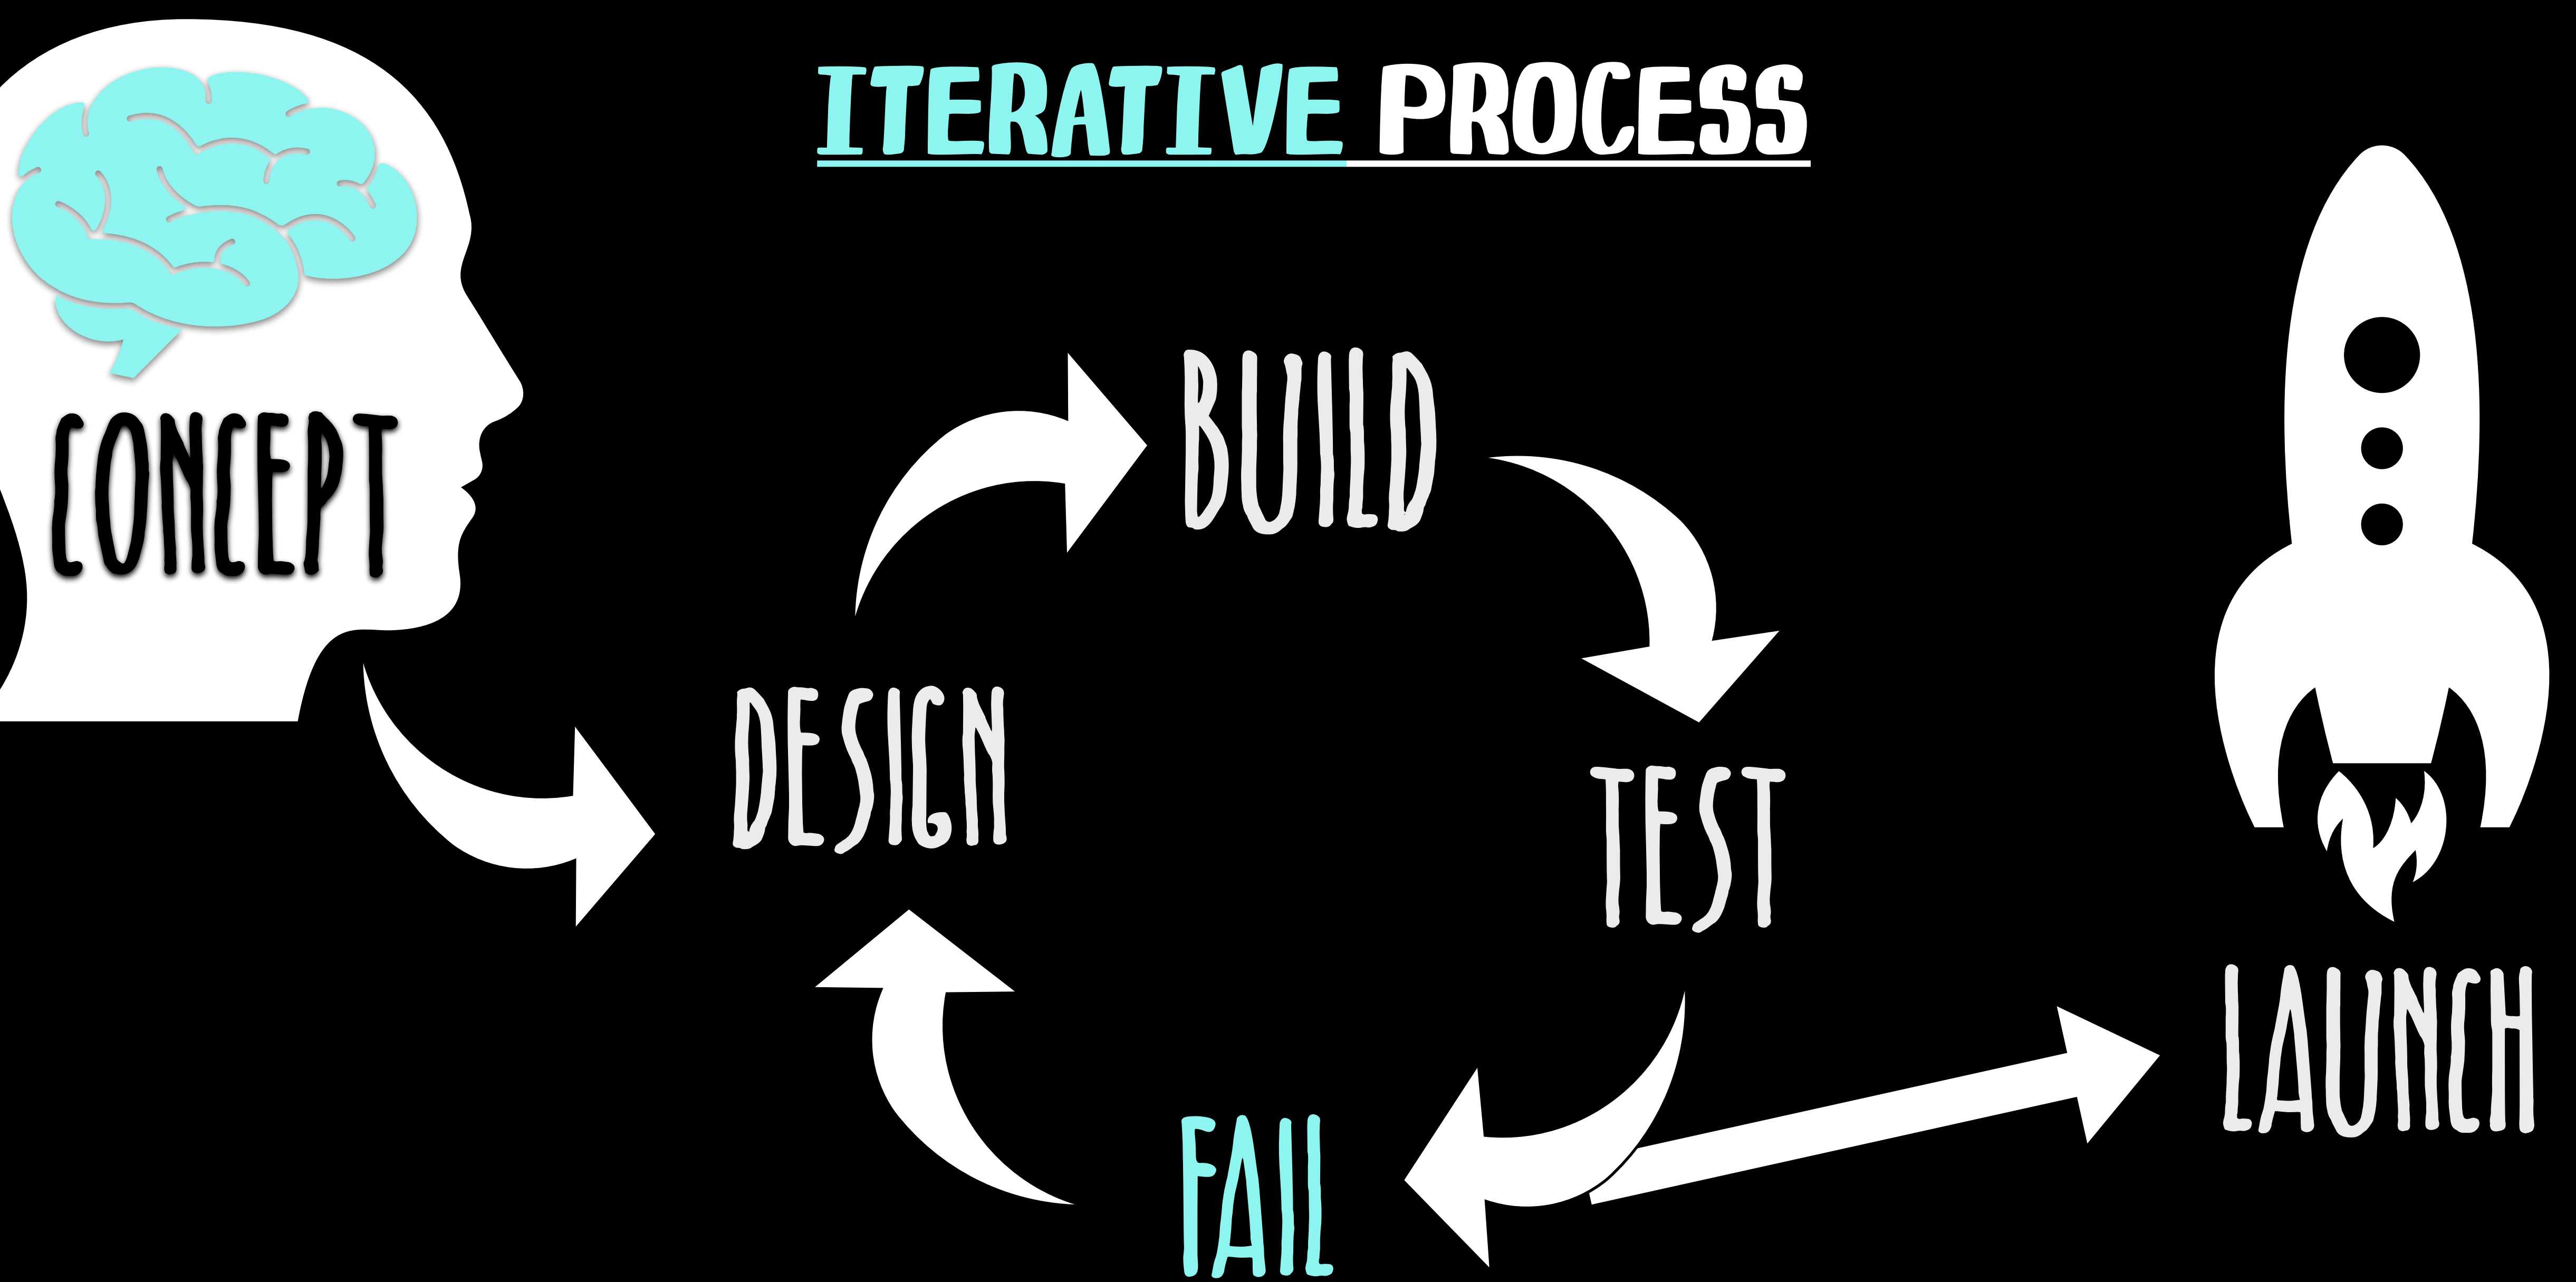 ITERATIVE PROCESS
CONCEPT
DESIGN
BUILD
TEST
FAIL
LAUNCH